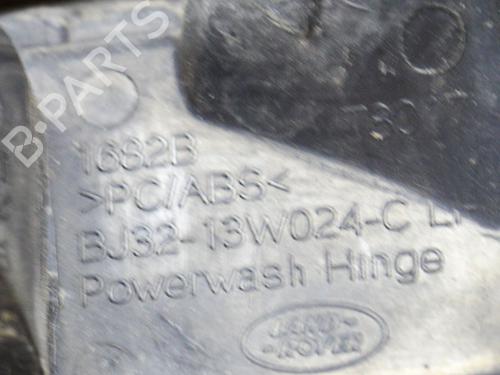 B-PARTS
1682B
>PC/ABS<
BJ32-13W024-C
Powerwash Hinge
LAND-
-ROVER